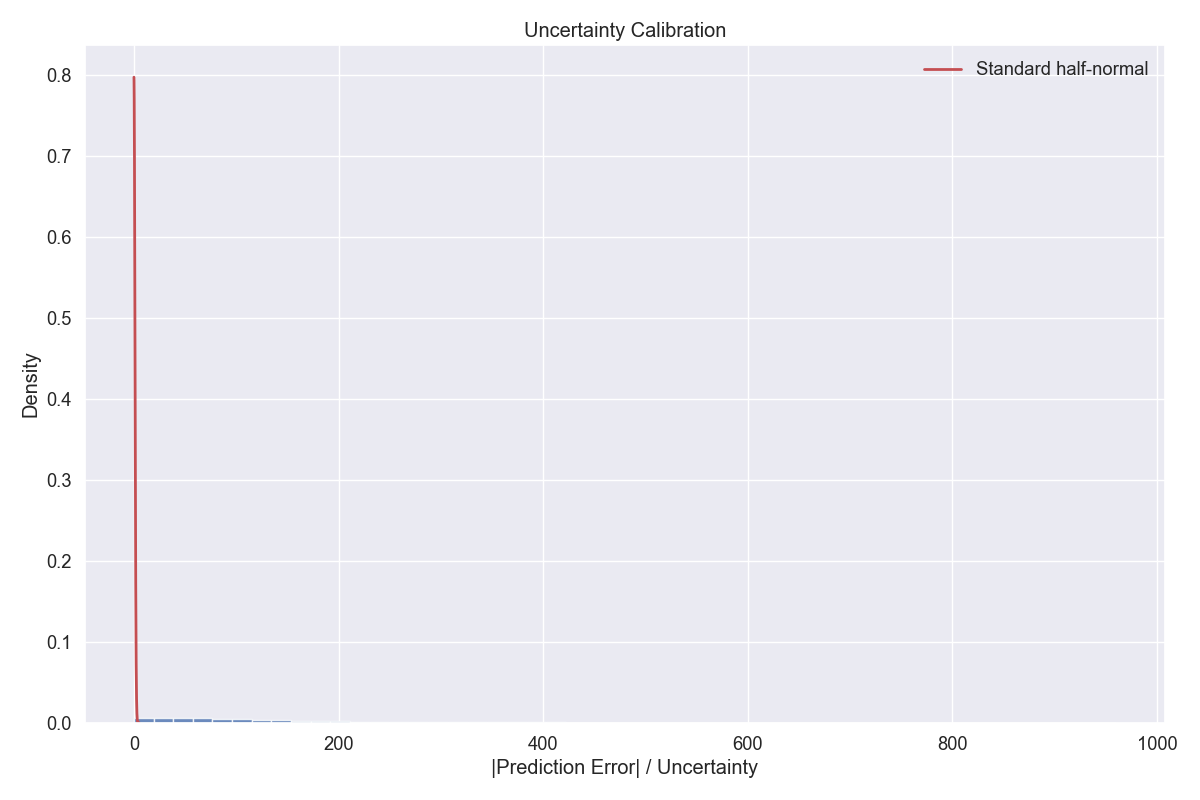 Uncertainty Calibration
Standard half-normal
Density
0.8
0.7
0.6
0.5
0.4
0.3
0.2
0.1
0.0
0 200 400 600 800 1000
|Prediction Error| / Uncertainty